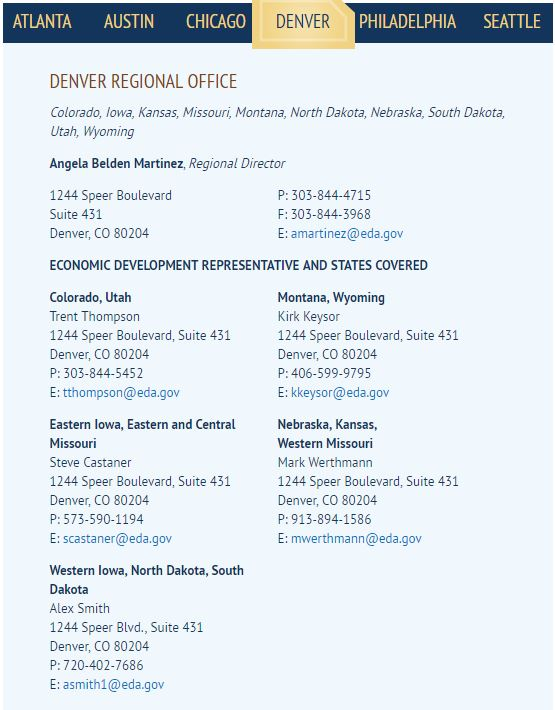 ATLANTA AUSTIN CHICAGO DENVER PHILADELPHIA SEATTLE
DENVER REGIONAL OFFICE
Colorado, Iowa, Kansas, Missouri, Montana, North Dakota, Nebraska, South Dakota,
Utah, Wyoming
Angela Belden Martinez, Regional Director
1244 Speer Boulevard
Suite 431
Denver, CO 80204
P: 303-844-4715
F: 303-844-3968
E: amartinez@eda.gov
ECONOMIC DEVELOPMENT REPRESENTATIVE AND STATES COVERED
Colorado, Utah
Trent Thompson
1244 Speer Boulevard, Suite 431
Denver, CO 80204
P: 303-844-5452
E: tthompson@eda.gov
Montana, Wyoming
Kirk Keysor
1244 Speer Boulevard, Suite 431
Denver, CO 80204
P: 406-599-9795
E: kkeysor@eda.gov
Eastern Iowa, Eastern and Central
Missouri
Steve Castaner
1244 Speer Boulevard, Suite 431
Denver, CO 80204
P: 573-590-1194
E: scastaner@eda.gov
Nebraska, Kansas,
Western Missouri
Mark Werthmann
1244 Speer Boulevard, Suite 431
Denver, CO 80204
P: 913-894-1586
E: mwerthmann@eda.gov
Western Iowa, North Dakota, South
Dakota
Alex Smith
1244 Speer Blvd., Suite 431
Denver, CO 80204
P: 720-402-7686
E: asmith1@eda.gov